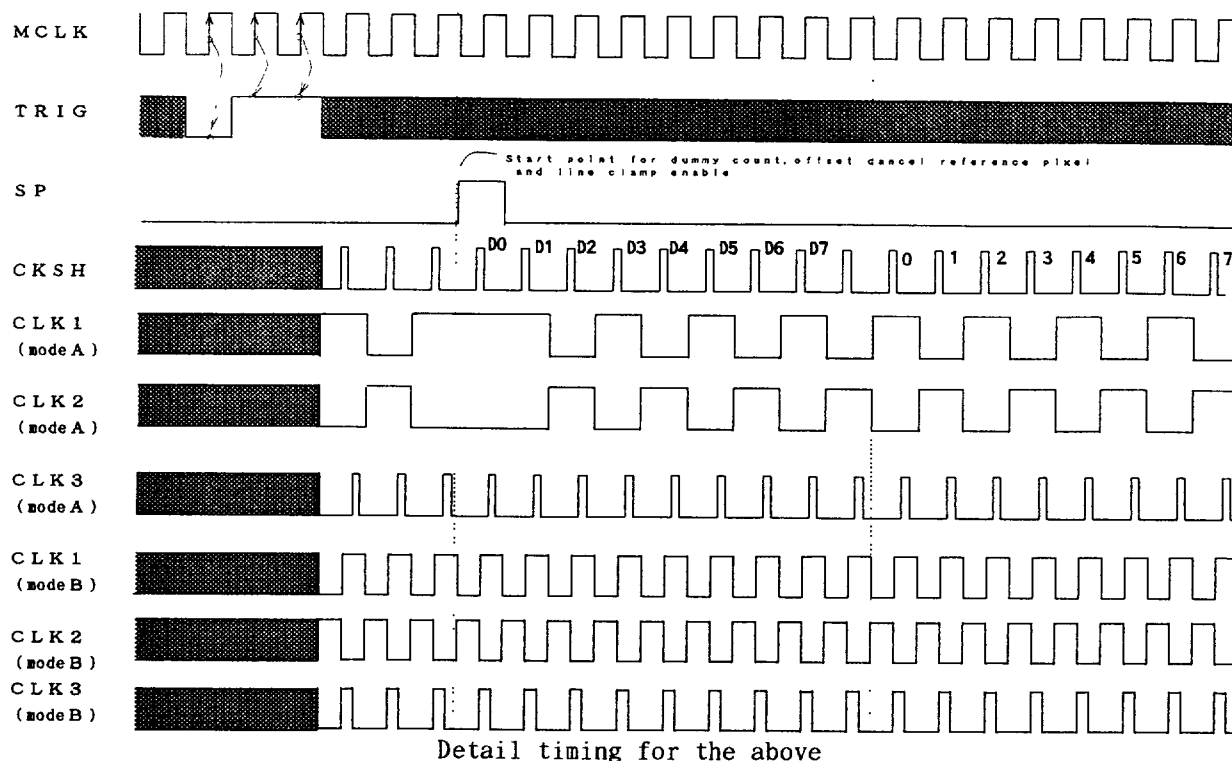 MCLK
TRIG
Start point for dummy count, offset cancel reference pixel
and line clamp enable
SP
D0 D1 D2 D3 D4 D5 D6 D7 0 1 2 3 4 5 6 7
CKSH
CLK1
(mode A)
CLK2
(mode A)
CLK3
(mode A)
CLK1
(mode B)
CLK2
(mode B)
CLK3
(mode B)
Detail timing for the above